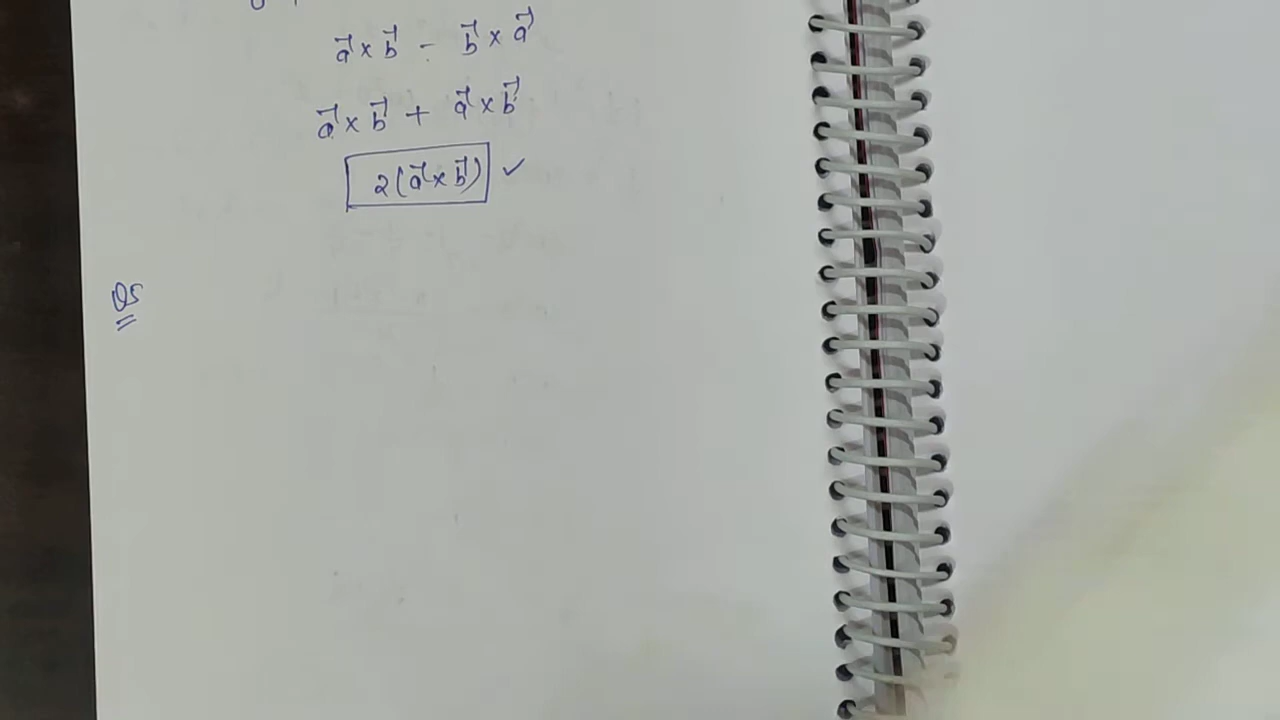 a⃗ × b⃗ - b⃗ × a⃗
a⃗ × b⃗ + a⃗ × b⃗
2(a⃗ × b⃗) ✓
Q5